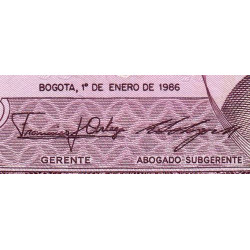 BOGOTA, 1º DE ENERO DE 1986
GERENTE ABOGADO-SUBGERENTE